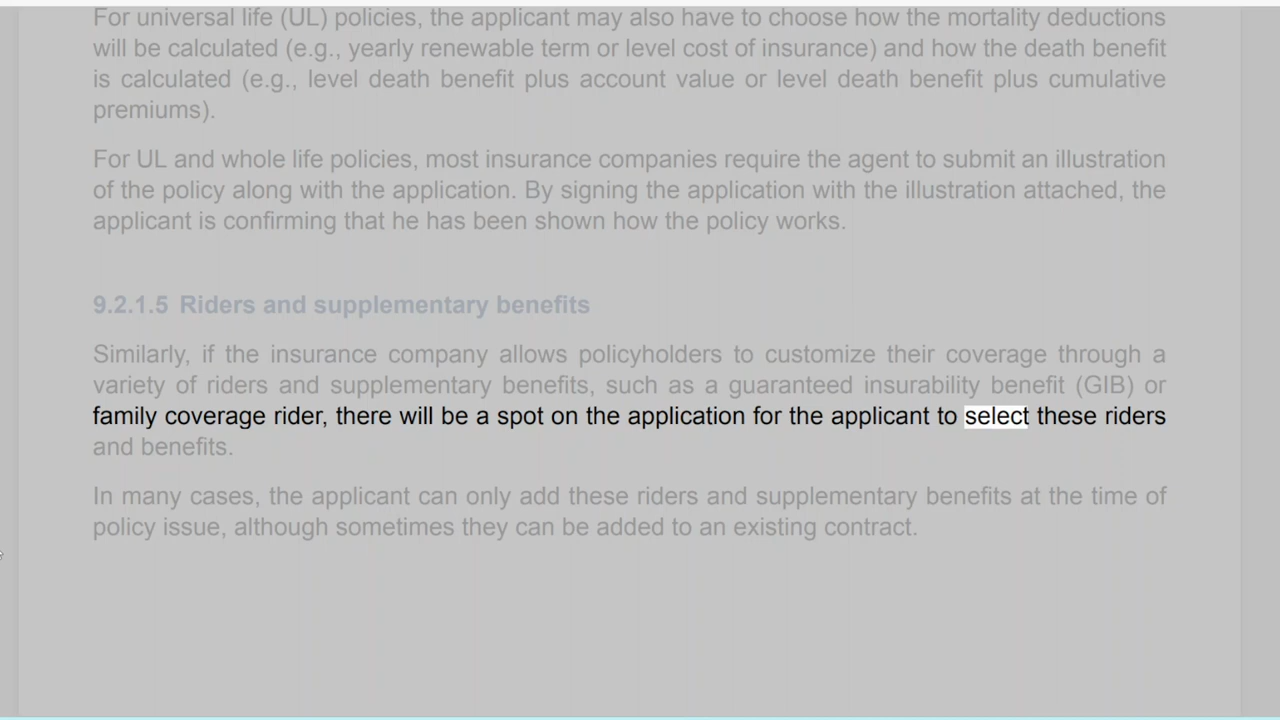 For universal life (UL) policies, the applicant may also have to choose how the mortality deductions
will be calculated (e.g., yearly renewable term or level cost of insurance) and how the death benefit
is calculated (e.g., level death benefit plus account value or level death benefit plus cumulative
premiums).
For UL and whole life policies, most insurance companies require the agent to submit an illustration
of the policy along with the application. By signing the application with the illustration attached, the
applicant is confirming that he has been shown how the policy works.
9.2.1.5 Riders and supplementary benefits
Similarly, if the insurance company allows policyholders to customize their coverage through a
variety of riders and supplementary benefits, such as a guaranteed insurability benefit (GIB) or
family coverage rider, there will be a spot on the application for the applicant to select these riders
and benefits.
In many cases, the applicant can only add these riders and supplementary benefits at the time of
policy issue, although sometimes they can be added to an existing contract.